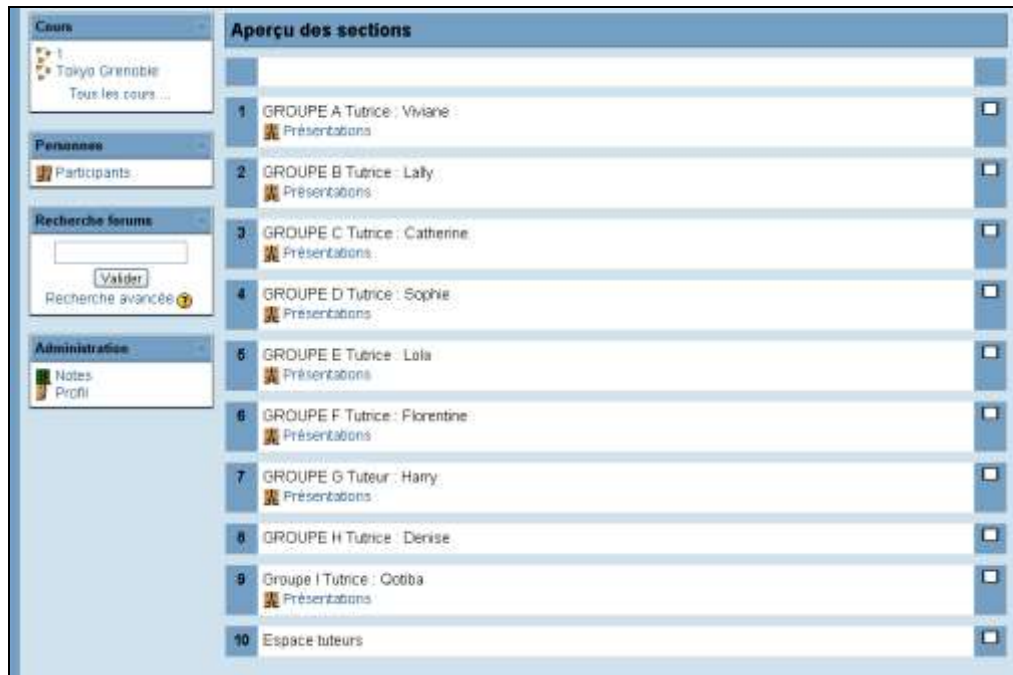 Cours
1
Tokyo Grenoble
Tous les cours ...
Personnes
Participants
Recherche forums
Valider
Recherche avancée ?
Administration
Notes
Profil
Aperçu des sections
1 GROUPE A Tutrice : Viviane
Présentations
2 GROUPE B Tutrice : Lally
Présentations
3 GROUPE C Tutrice : Catherine
Présentations
4 GROUPE D Tutrice : Sophie
Présentations
5 GROUPE E Tutrice : Lola
Présentations
6 GROUPE F Tutrice : Florentine
Présentations
7 GROUPE G Tuteur : Harry
Présentations
8 GROUPE H Tutrice : Denise
9 Groupe I Tutrice : Qotiba
Présentations
10 Espace tuteurs